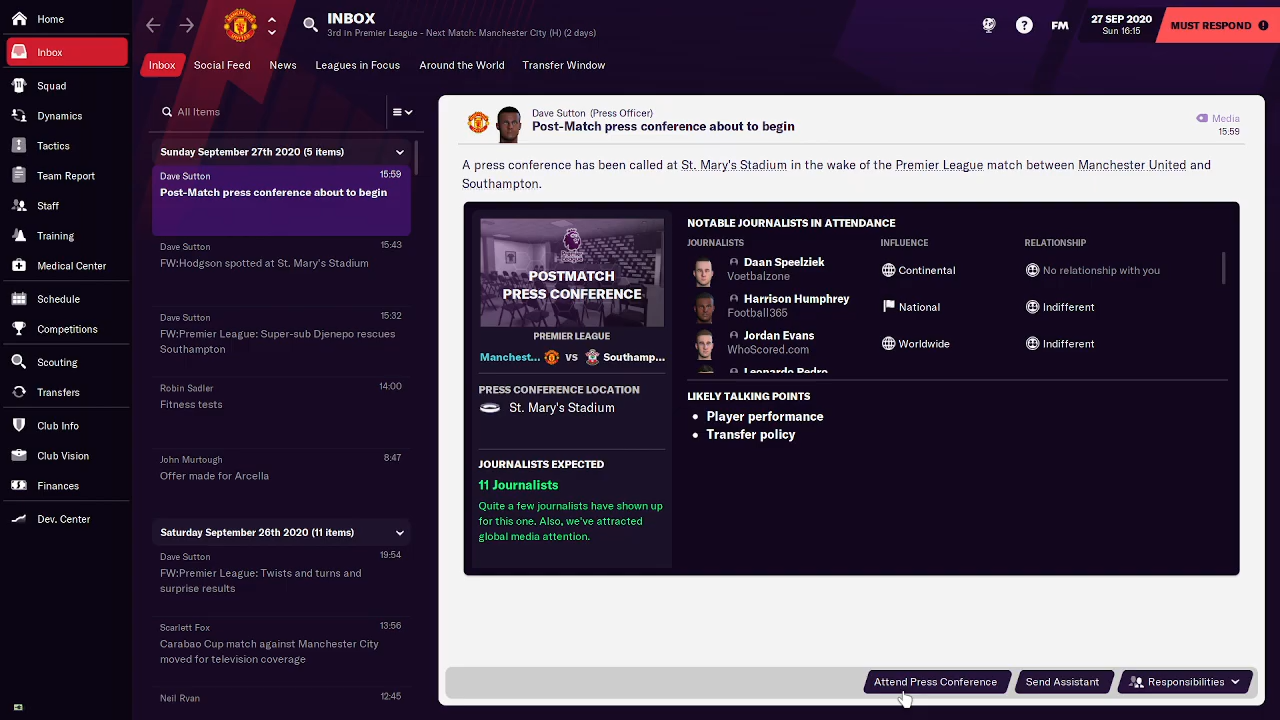 Home
Inbox
Squad
Dynamics
Tactics
Team Report
Staff
Training
Medical Center
Schedule
Competitions
Scouting
Transfers
Club Info
Club Vision
Finances
Dev. Center
INBOX
3rd in Premier League - Next Match: Manchester City (H) (2 days)
FM
27 SEP 2020
Sun 16:15
MUST RESPOND
Inbox
Social Feed
News
Leagues in Focus
Around the World
Transfer Window
All Items
Sunday September 27th 2020 (5 items)
Dave Sutton 15:59
Post-Match press conference about to begin
Dave Sutton 15:43
FW:Hodgson spotted at St. Mary's Stadium
Dave Sutton 15:32
FW:Premier League: Super-sub Djenepo rescues
Southampton
Robin Sadler 14:00
Fitness tests
John Murtough 8:47
Offer made for Arcella
Saturday September 26th 2020 (11 items)
Dave Sutton 19:54
FW:Premier League: Twists and turns and
surprise results
Scarlett Fox 13:56
Carabao Cup match against Manchester City
moved for television coverage
Neil Ryan 12:45
Dave Sutton (Press Officer)
Post-Match press conference about to begin
Media
15:59
A press conference has been called at St. Mary's Stadium in the wake of the Premier League match between Manchester United and
Southampton.
POSTMATCH
PRESS CONFERENCE
PREMIER LEAGUE
Manchest... VS Southamp...
PRESS CONFERENCE LOCATION
St. Mary's Stadium
JOURNALISTS EXPECTED
11 Journalists
Quite a few journalists have shown up
for this one. Also, we've attracted
global media attention.
NOTABLE JOURNALISTS IN ATTENDANCE
JOURNALISTS INFLUENCE RELATIONSHIP
Daan Speelziek
Voetbalzone
Continental
No relationship with you
Harrison Humphrey
Football365
National
Indifferent
Jordan Evans
WhoScored.com
Worldwide
Indifferent
Leonardo Pedro
LIKELY TALKING POINTS
• Player performance
• Transfer policy
Attend Press Conference
Send Assistant
Responsibilities